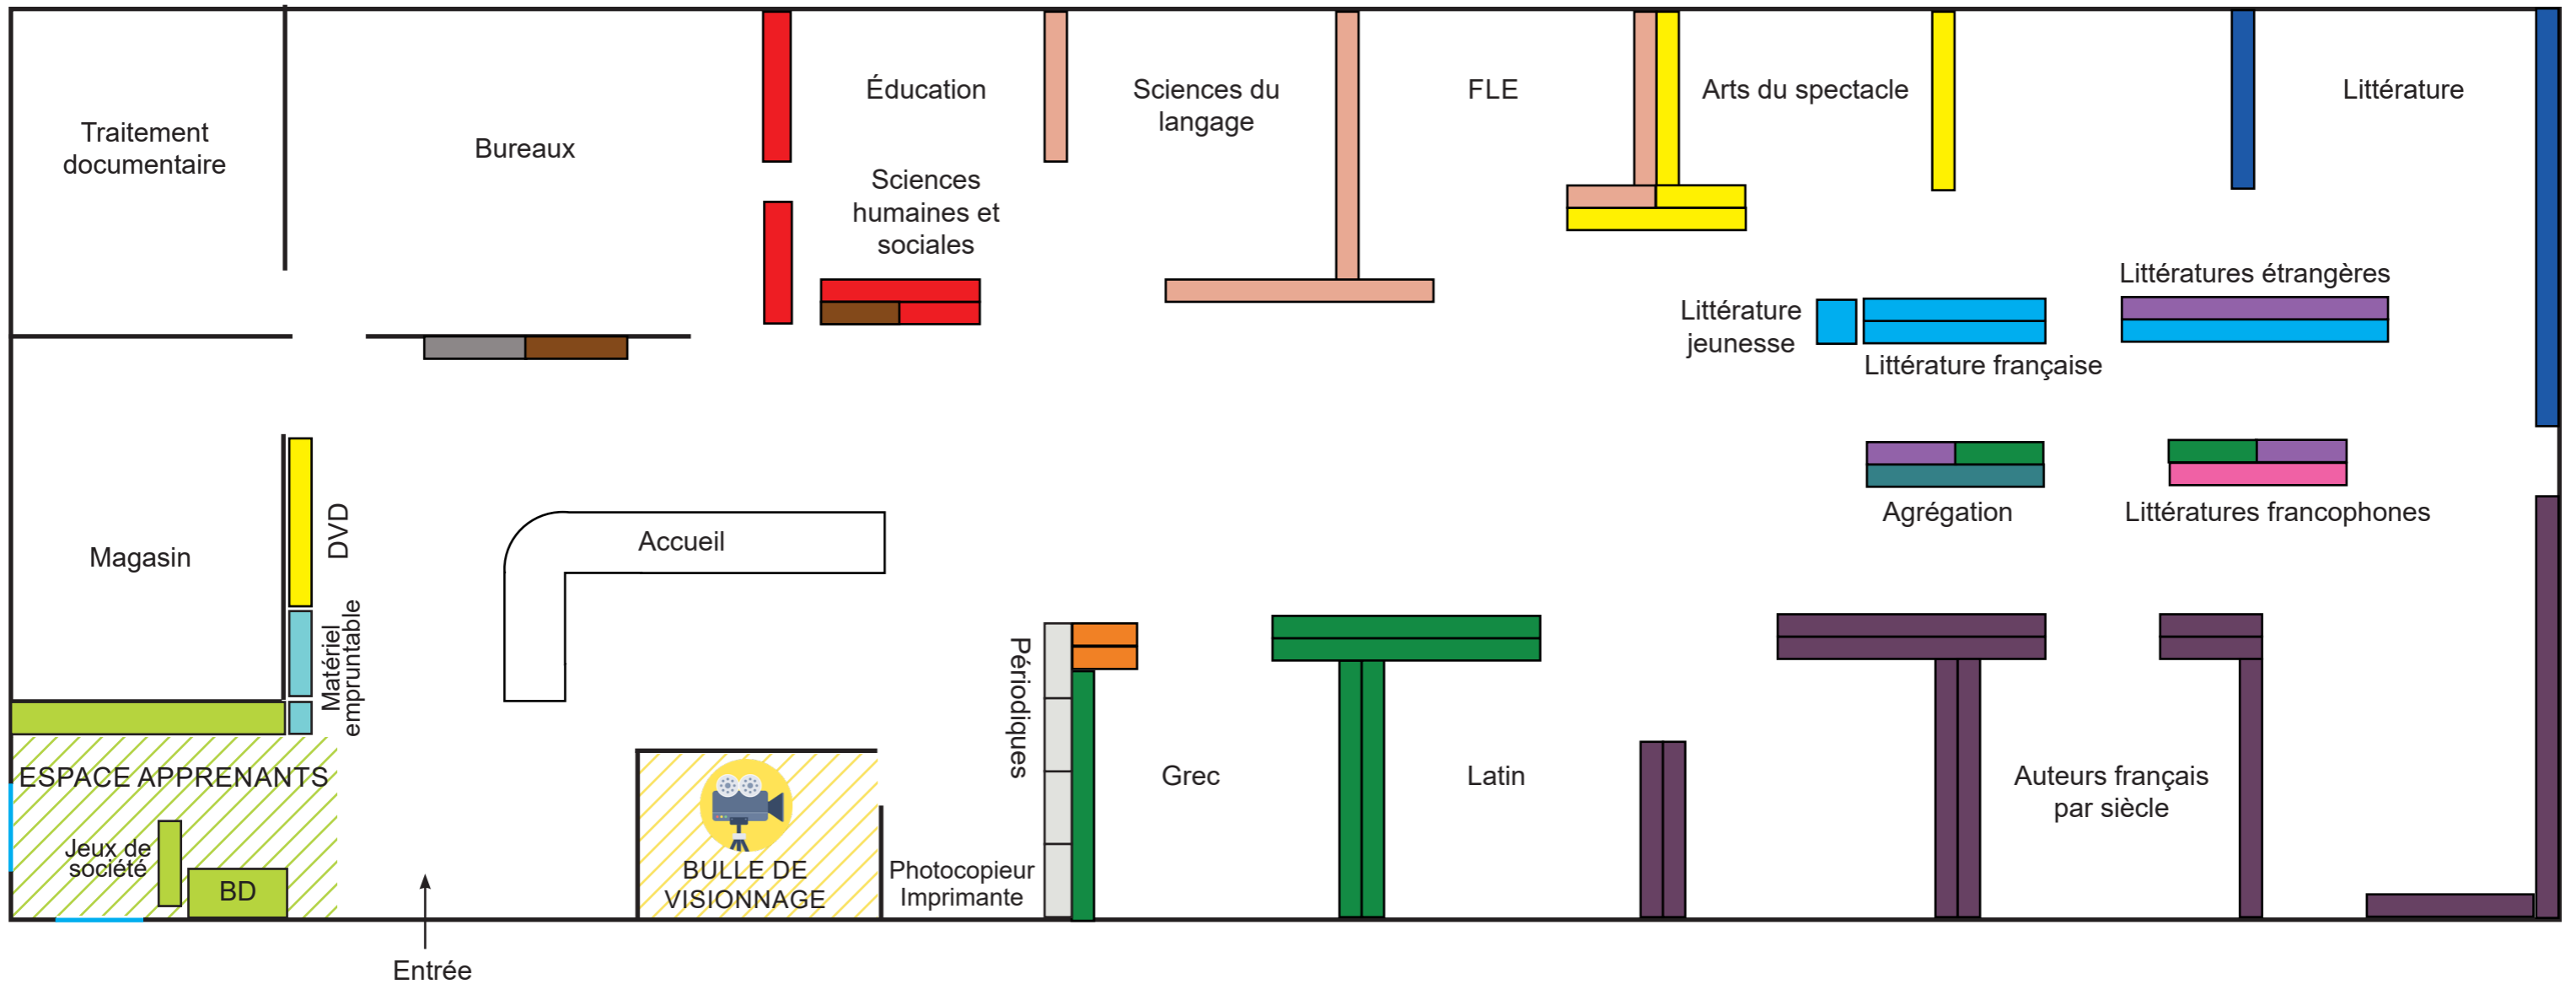 Traitement
documentaire
Bureaux
Éducation
Sciences
humaines et
sociales
Sciences du
langage
FLE
Arts du spectacle
Littérature
Littératures étrangères
Littérature
jeunesse
Littérature française
Agrégation
Littératures francophones
Magasin
DVD
Matériel
empruntable
Accueil
Périodiques
Grec
Latin
Auteurs français
par siècle
ESPACE APPRENANTS
Jeux de
société
BD
BULLE DE
VISIONNAGE
Photocopieur
Imprimante
Entrée